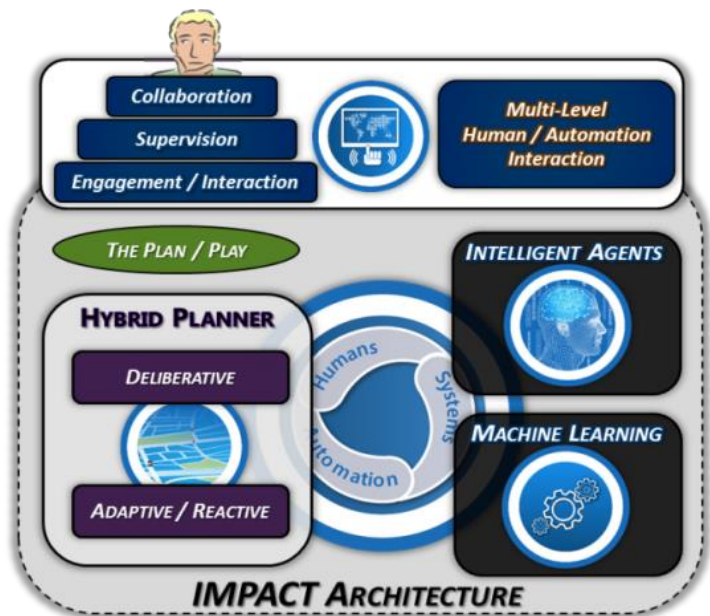 Collaboration
Supervision
Engagement / Interaction
Multi-Level
Human / Automation
Interaction
THE PLAN / PLAY
HYBRID PLANNER
DELIBERATIVE
ADAPTIVE / REACTIVE
Humans
Systems
Automation
INTELLIGENT AGENTS
MACHINE LEARNING
IMPACT ARCHITECTURE